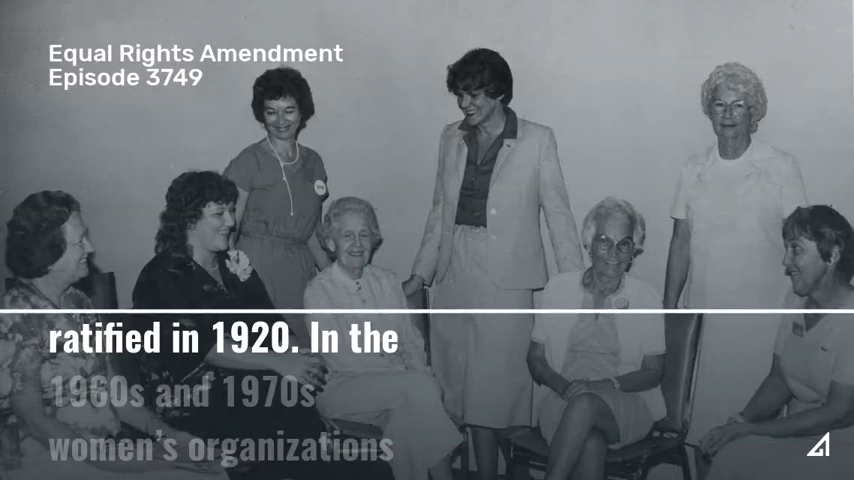 Equal Rights Amendment
Episode 3749
ratified in 1920. In the
1960s and 1970s
women's organizations